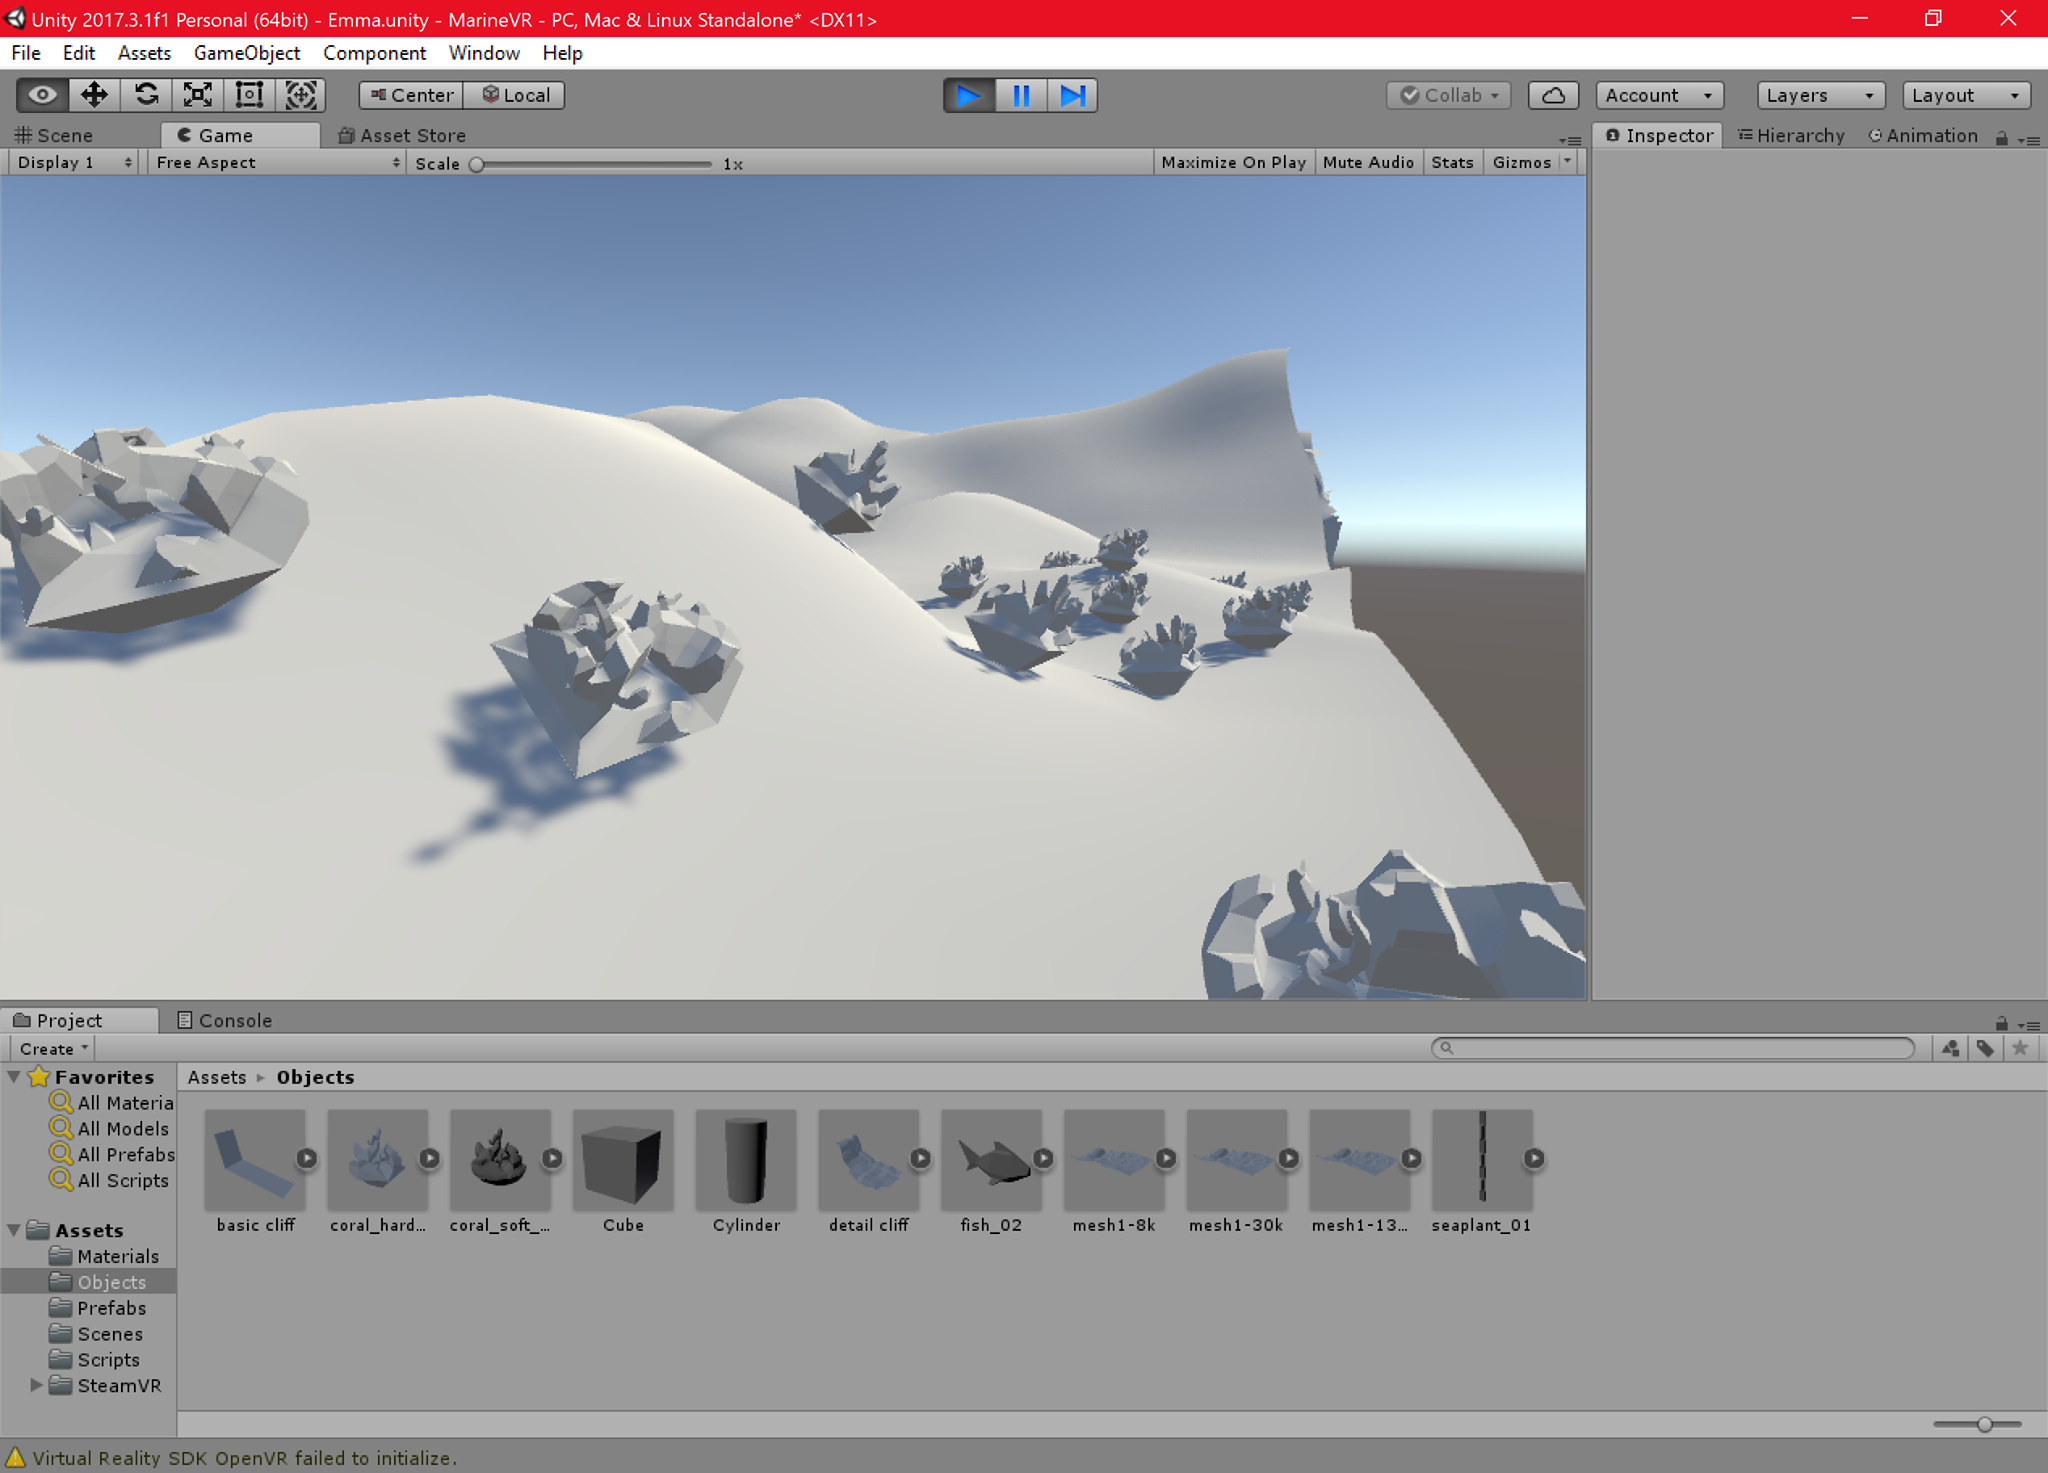 Unity 2017.3.1f1 Personal (64bit) - Emma.unity - MarineVR - PC, Mac & Linux Standalone* <DX11>
File Edit Assets GameObject Component Window Help
Center Local Collab Account Layers Layout
Scene Game Asset Store Inspector Hierarchy Animation
Display 1 Free Aspect Scale 1x Maximize On Play Mute Audio Stats Gizmos
Project Console
Create
Favorites
All Materia
All Models
All Prefabs
All Scripts
Assets
Materials
Objects
Prefabs
Scenes
Scripts
SteamVR
Assets Objects
basic cliff coral_hard... coral_soft_... Cube Cylinder detail cliff fish_02 mesh1-8k mesh1-30k mesh1-13... seaplant_01
Virtual Reality SDK OpenVR failed to initialize.